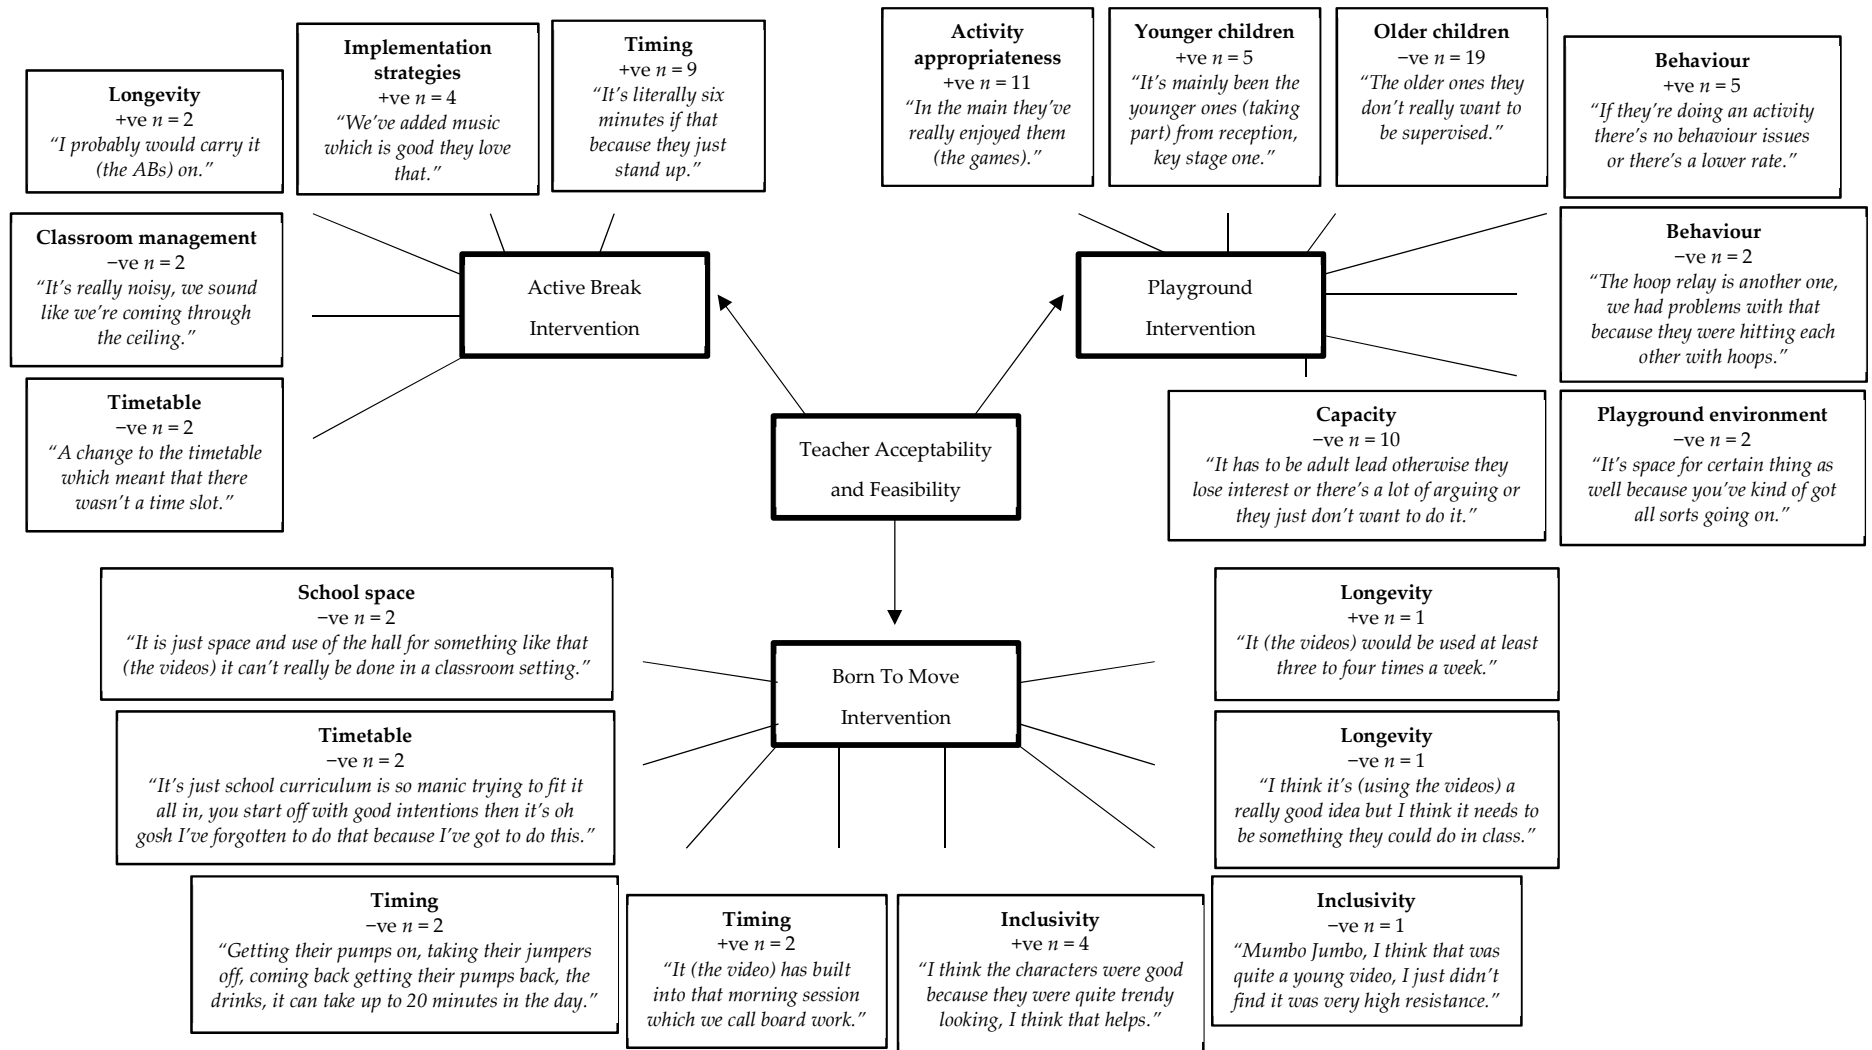 Longevity
+ve n = 2
“I probably would carry it
(the ABs) on.”
Implementation
strategies
+ve n = 4
“We’ve added music
which is good they love
that.”
Timing
+ve n = 9
“It’s literally six
minutes if that
because they just
stand up.”
Activity
appropriateness
+ve n = 11
“In the main they’ve
really enjoyed them
(the games).”
Younger children
+ve n = 5
“It’s mainly been the
younger ones (taking
part) from reception,
key stage one.”
Older children
−ve n = 19
“The older ones they
don’t really want to
be supervised.”
Behaviour
+ve n = 5
“If they’re doing an activity
there’s no behaviour issues
or there’s a lower rate.”
Classroom management
−ve n = 2
“It’s really noisy, we sound
like we’re coming through
the ceiling.”
Active Break
Intervention
Playground
Intervention
Behaviour
−ve n = 2
“The hoop relay is another one,
we had problems with that
because they were hitting each
other with hoops.”
Timetable
−ve n = 2
“A change to the timetable
which meant that there
wasn’t a time slot.”
Teacher Acceptability
and Feasibility
Capacity
−ve n = 10
“It has to be adult lead otherwise they
lose interest or there’s a lot of arguing or
they just don’t want to do it.”
Playground environment
−ve n = 2
“It’s space for certain thing as
well because you’ve kind of got
all sorts going on.”
School space
−ve n = 2
“It is just space and use of the hall for something like that
(the videos) it can’t really be done in a classroom setting.”
Born To Move
Intervention
Longevity
+ve n = 1
“It (the videos) would be used at least
three to four times a week.”
Timetable
−ve n = 2
“It’s just school curriculum is so manic trying to fit it
all in, you start off with good intentions then it’s oh
gosh I’ve forgotten to do that because I’ve got to do this.”
Longevity
−ve n = 1
“I think it’s (using the videos) a
really good idea but I think it needs to
be something they could do in class.”
Timing
−ve n = 2
“Getting their pumps on, taking their jumpers
off, coming back getting their pumps back, the
drinks, it can take up to 20 minutes in the day.”
Timing
+ve n = 2
“It (the video) has built
into that morning session
which we call board work.”
Inclusivity
+ve n = 4
“I think the characters were good
because they were quite trendy
looking, I think that helps.”
Inclusivity
−ve n = 1
“Mumbo Jumbo, I think that was
quite a young video, I just didn’t
find it was very high resistance.”